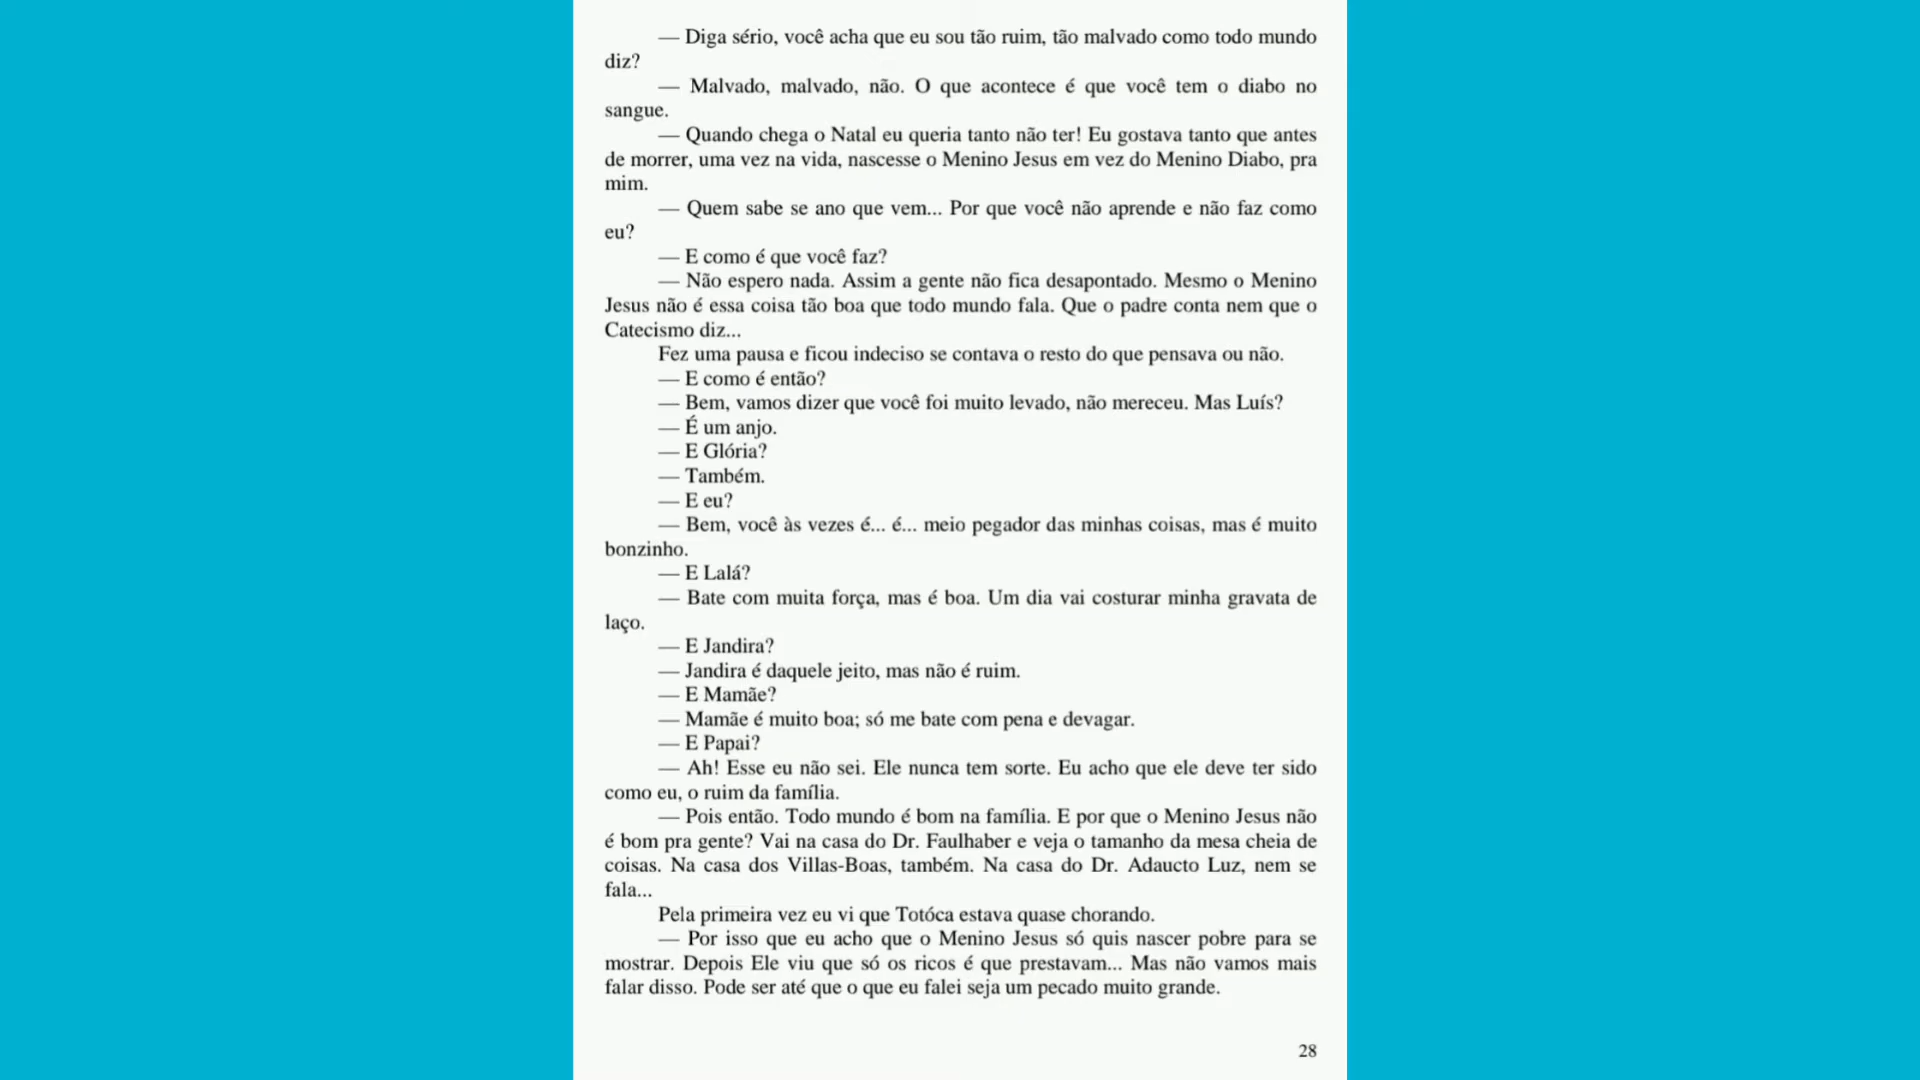 — Diga sério, você acha que eu sou tão ruim, tão malvado como todo mundo
diz?
— Malvado, malvado, não. O que acontece é que você tem o diabo no
sangue.
— Quando chega o Natal eu queria tanto não ter! Eu gostava tanto que antes
de morrer, uma vez na vida, nascesse o Menino Jesus em vez do Menino Diabo, pra
mim.
— Quem sabe se ano que vem... Por que você não aprende e não faz como
eu?
— E como é que você faz?
— Não espero nada. Assim a gente não fica desapontado. Mesmo o Menino
Jesus não é essa coisa tão boa que todo mundo fala. Que o padre conta nem que o
Catecismo diz...
Fez uma pausa e ficou indeciso se contava o resto do que pensava ou não.
— E como é então?
— Bem, vamos dizer que você foi muito levado, não mereceu. Mas Luís?
— É um anjo.
— E Glória?
— Também.
— E eu?
— Bem, você às vezes é... é... meio pegador das minhas coisas, mas é muito
bonzinho.
— E Lalá?
— Bate com muita força, mas é boa. Um dia vai costurar minha gravata de
laço.
— E Jandira?
— Jandira é daquele jeito, mas não é ruim.
— E Mamãe?
— Mamãe é muito boa; só me bate com pena e devagar.
— E Papai?
— Ah! Esse eu não sei. Ele nunca tem sorte. Eu acho que ele deve ter sido
como eu, o ruim da família.
— Pois então. Todo mundo é bom na família. E por que o Menino Jesus não
é bom pra gente? Vai na casa do Dr. Faulhaber e veja o tamanho da mesa cheia de
coisas. Na casa dos Villas-Boas, também. Na casa do Dr. Adaucto Luz, nem se
fala...
Pela primeira vez eu vi que Totóca estava quase chorando.
— Por isso que eu acho que o Menino Jesus só quis nascer pobre para se
mostrar. Depois Ele viu que só os ricos é que prestavam... Mas não vamos mais
falar disso. Pode ser até que o que eu falei seja um pecado muito grande.
28